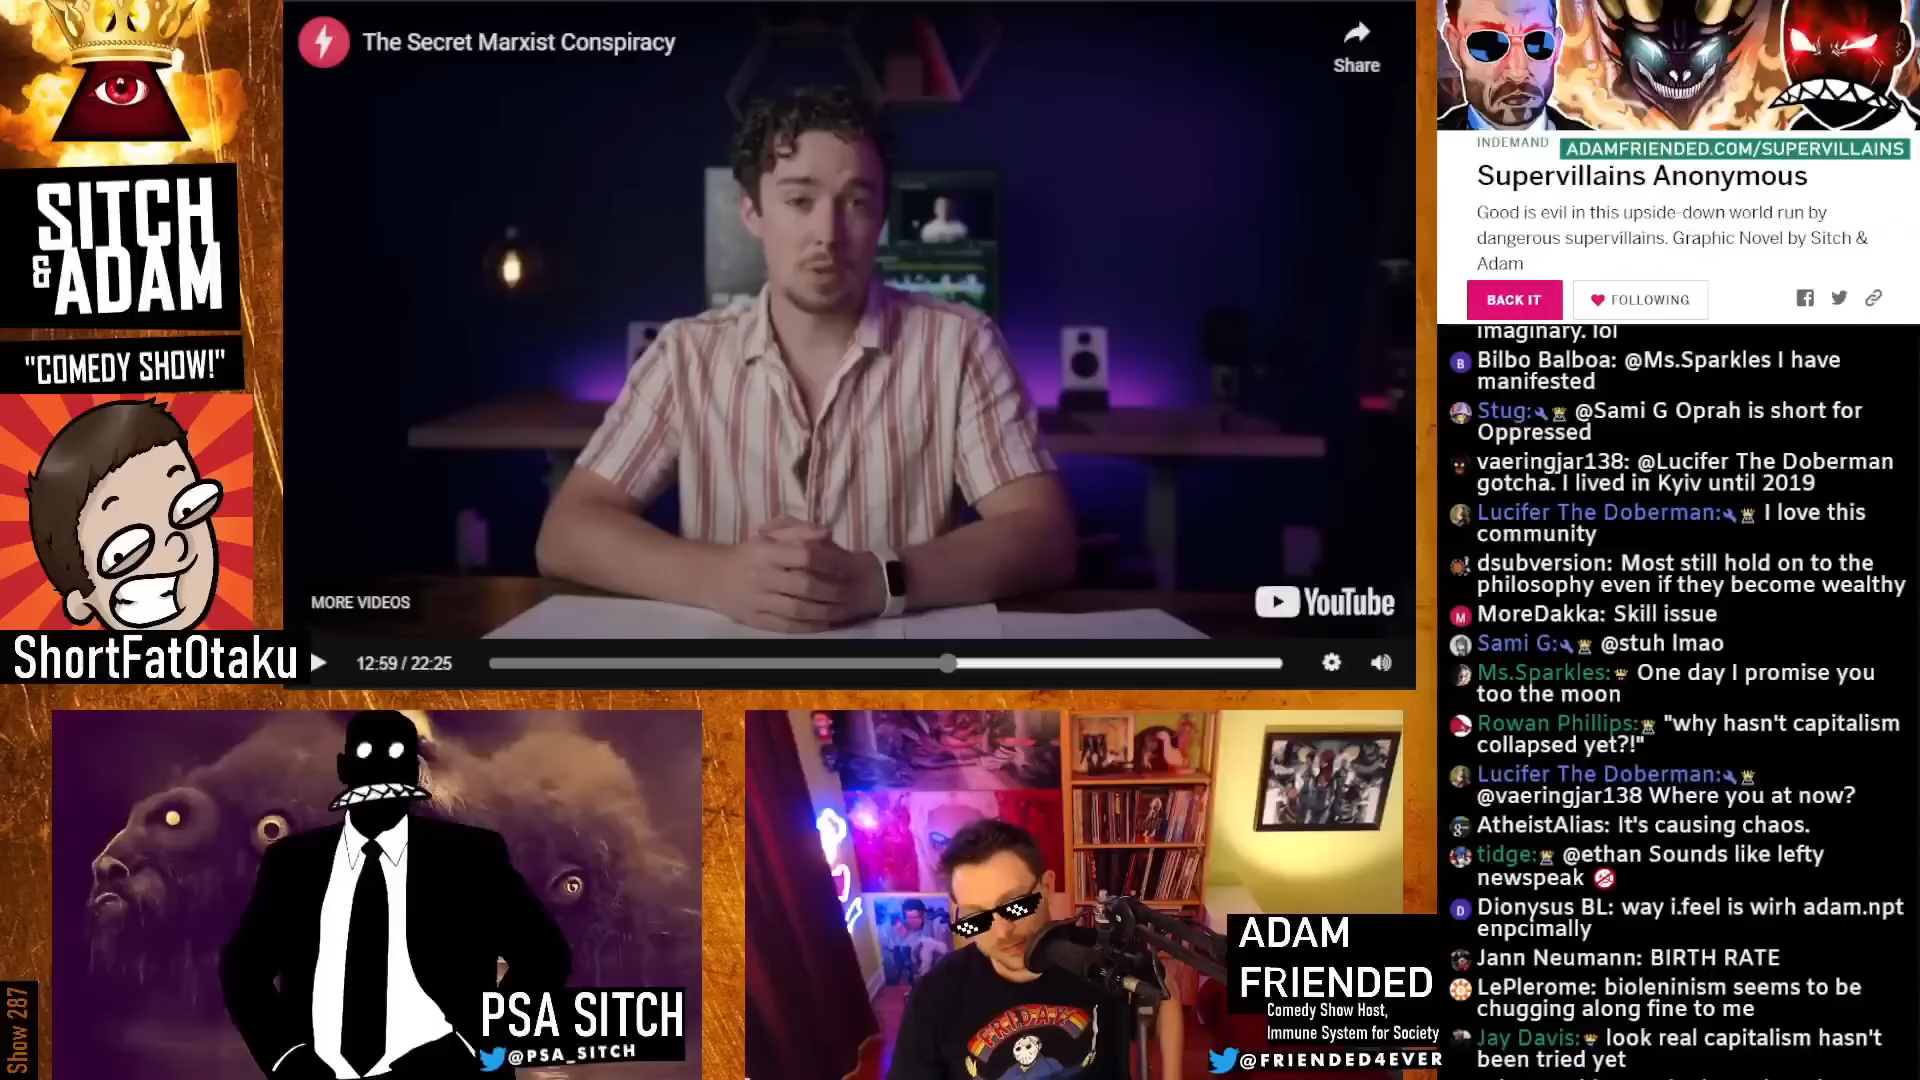 The Secret Marxist Conspiracy
Share
SITCH
& ADAM
"COMEDY SHOW!"
MORE VIDEOS
YouTube
12:59 / 22:25
ShortFatOtaku
INDEMAND
ADAMFRIENDED.COM/SUPERVILLAINS
Supervillains Anonymous
Good is evil in this upside-down world run by
dangerous supervillains. Graphic Novel by Sitch &
Adam
BACK IT
FOLLOWING
imaginary. lol
B
Bilbo Balboa: @Ms.Sparkles I have
manifested
Stug: @Sami G Oprah is short for
Oppressed
vaeringjar138: @Lucifer The Doberman
gotcha. I lived in Kyiv until 2019
Lucifer The Doberman: I love this
community
dsubversion: Most still hold on to the
philosophy even if they become wealthy
M
MoreDakka: Skill issue
Sami G: @stuh lmao
Ms.Sparkles: One day I promise you
too the moon
Rowan Phillips: "why hasn't capitalism
collapsed yet?!"
Lucifer The Doberman:
@vaeringjar138 Where you at now?
AtheistAlias: It's causing chaos.
tidge: @ethan Sounds like lefty
newspeak
D
Dionysus BL: way i.feel is wirh adam.npt
enpcimally
Jann Neumann: BIRTH RATE
LePlerome: bioleninism seems to be
chugging along fine to me
Jay Davis: look real capitalism hasn't
been tried yet
Show 287
PSA SITCH
@PSA_SITCH
FRIDAY
ADAM
FRIENDED
Comedy Show Host,
Immune System for Society
@FRIENDED4EVER